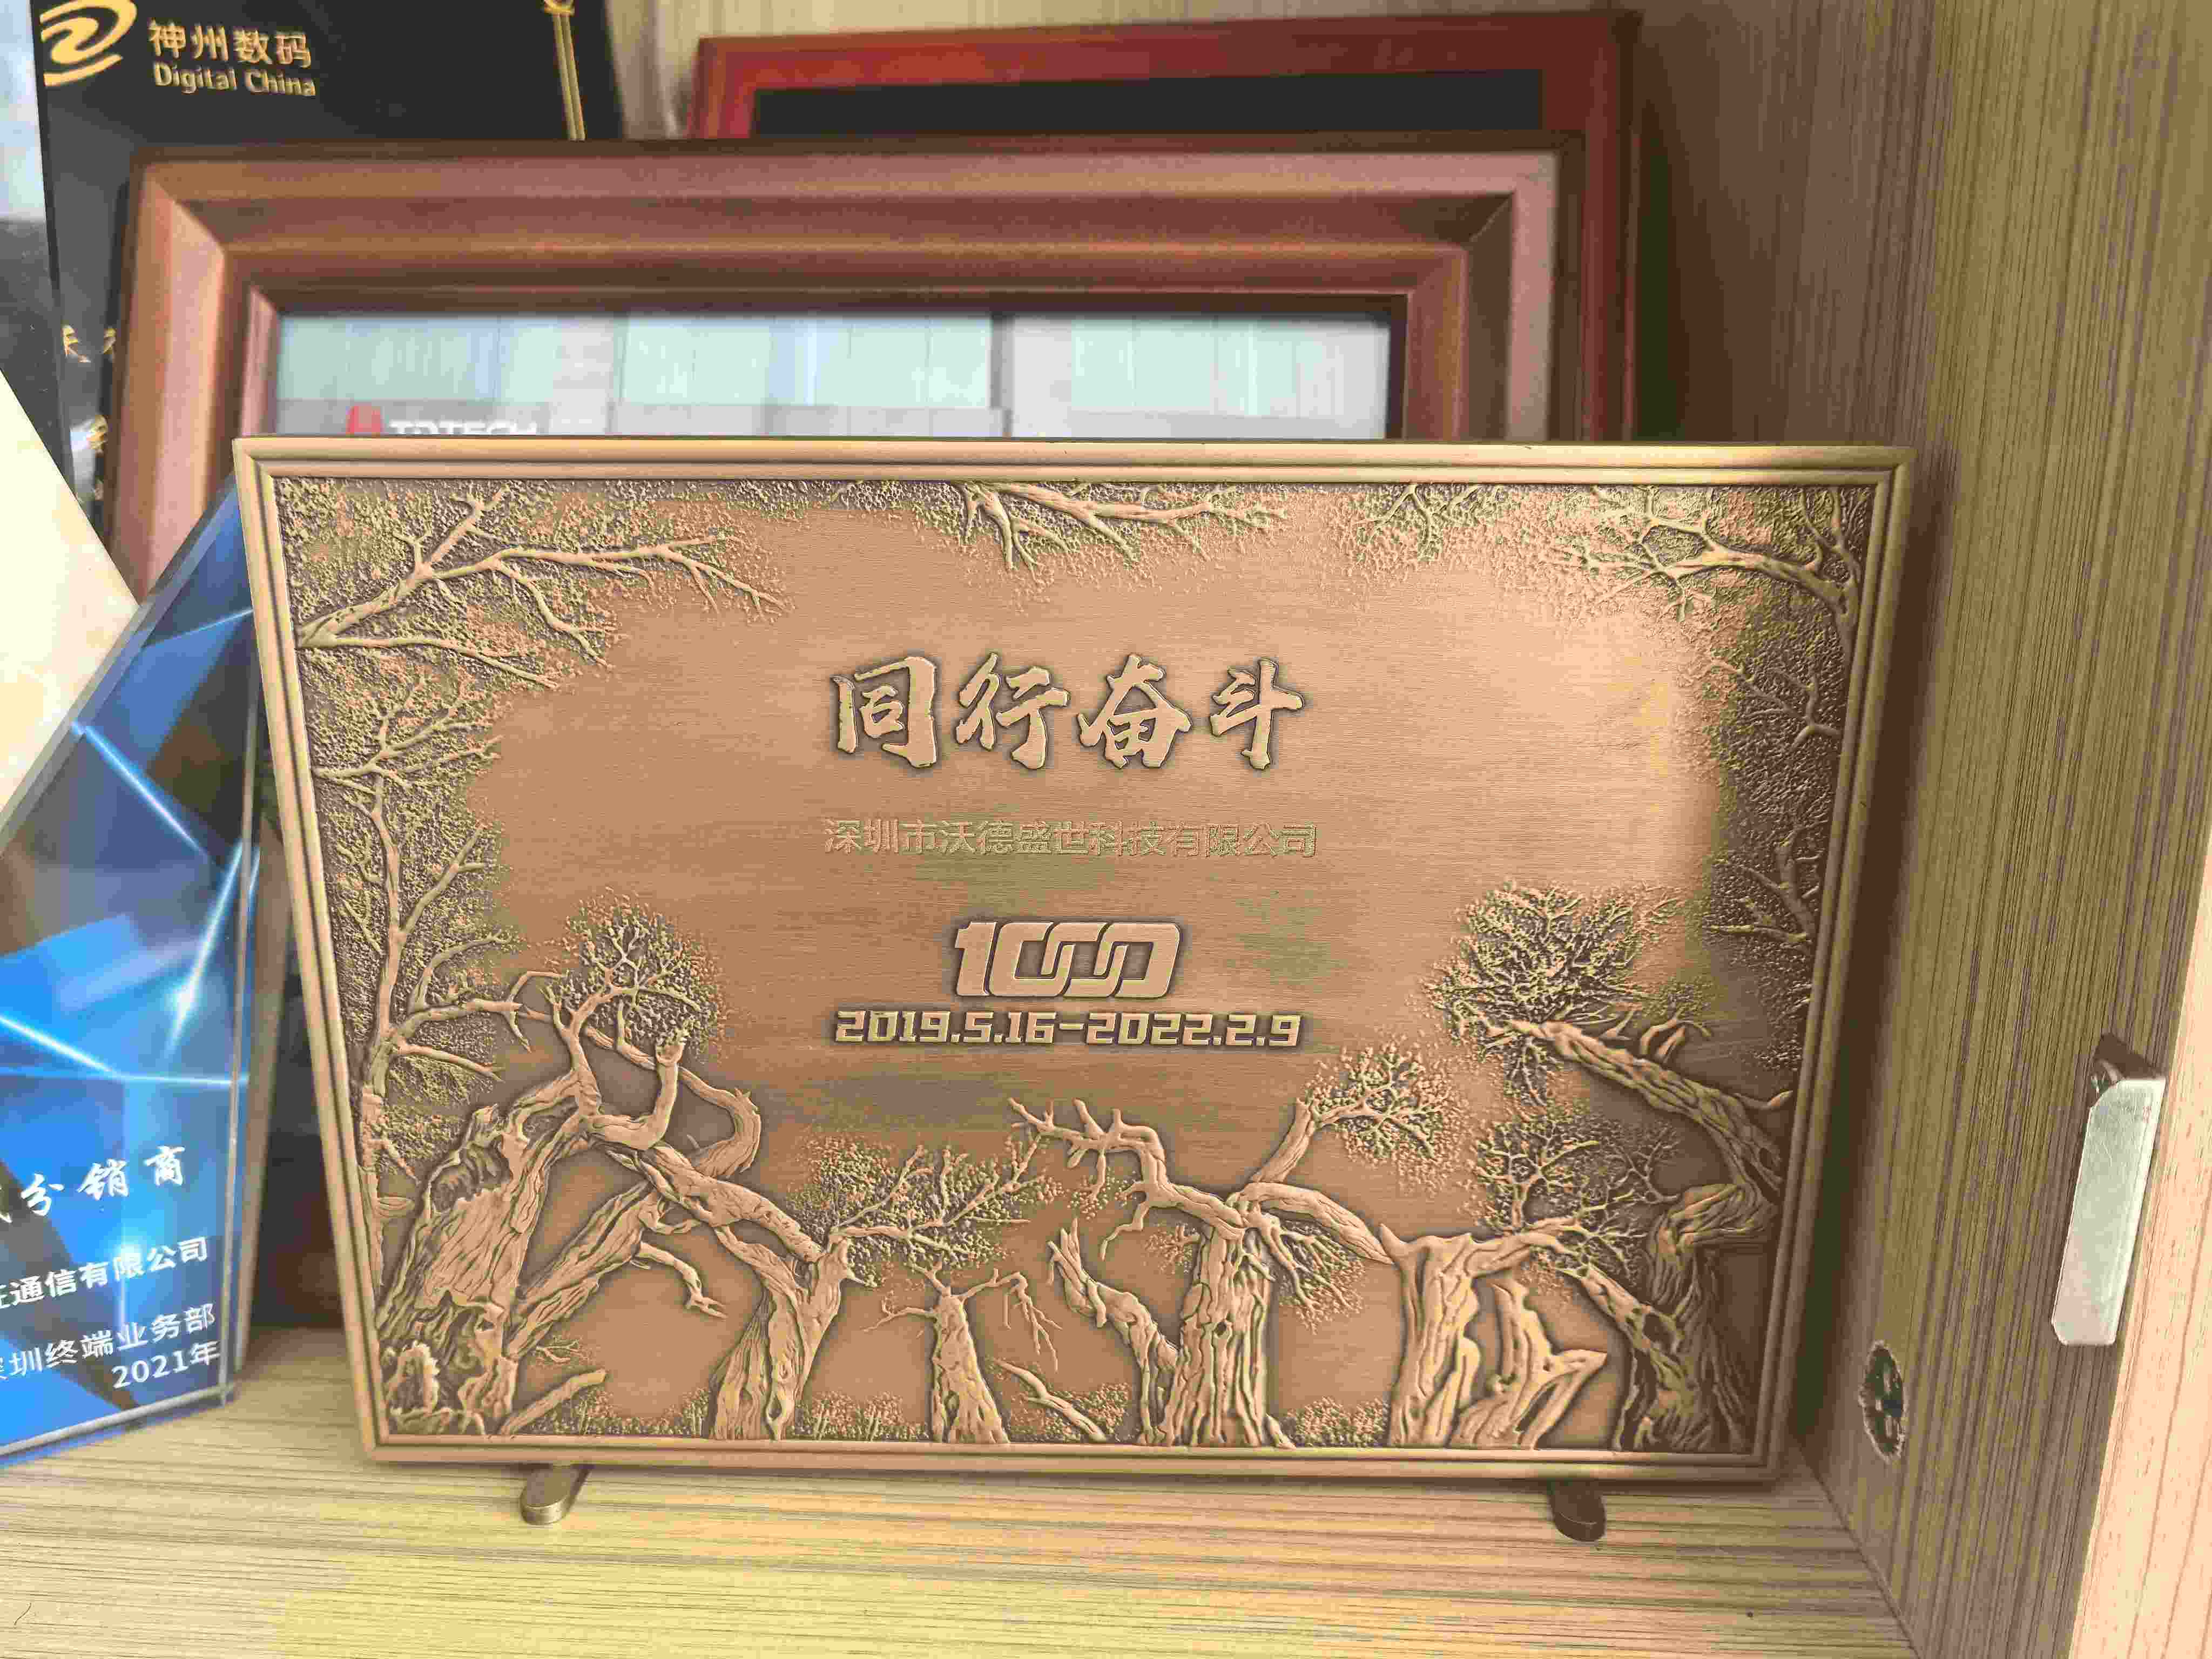 神州数码
Digital China
TDTECH
同行奋斗
深圳市沃德盛世科技有限公司
1000
2019.5.16-2022.2.9
分销商
通信有限公司
深圳终端业务部
2021年